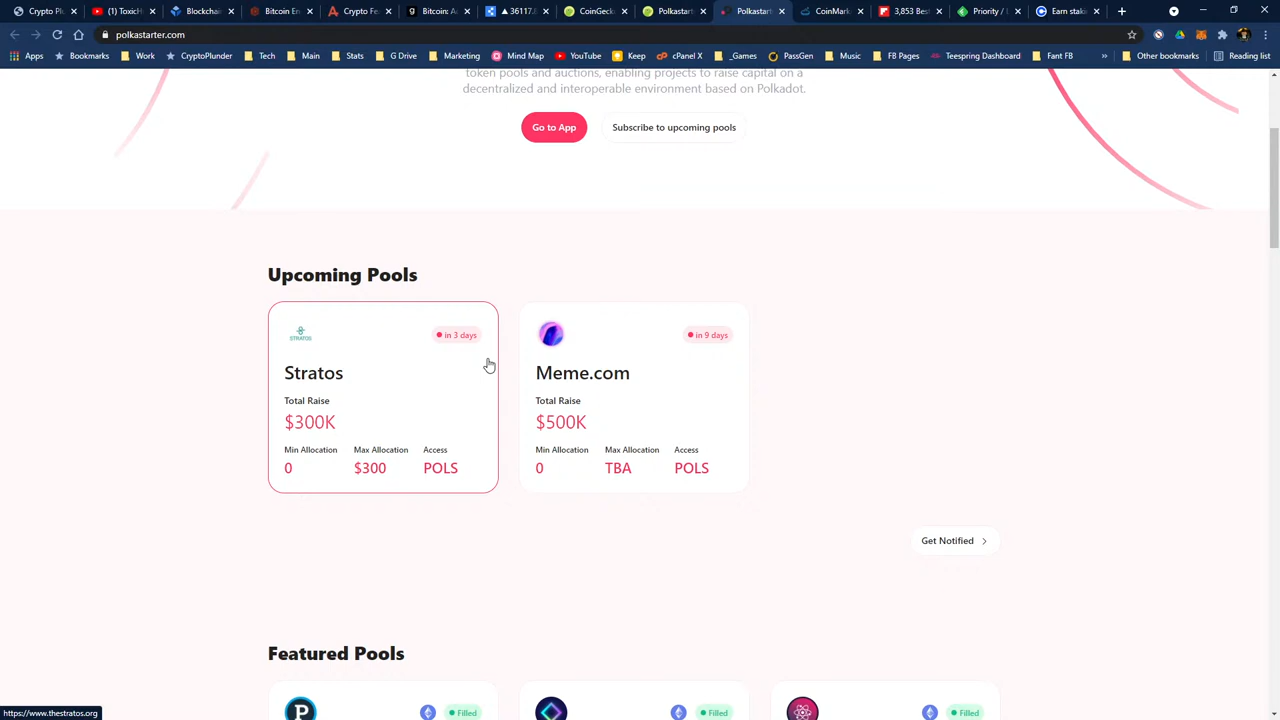 Crypto Pl
(1) ToxicH
Blockchain
Bitcoin En
Crypto Fe
Bitcoin: A
▲ 3617.8
CoinGeck
Polkastar
Polkastar
CoinMark
3,853 Bes
Priority /
Earn stak
polkastarter.com
Apps
Bookmarks
Work
CryptoPlunder
Tech
Main
Stats
G Drive
Marketing
Mind Map
YouTube
Keep
cPanel X
_Games
PassGen
Music
FB Pages
Teespring Dashboard
Fant FB
»
Other bookmarks
Reading list
token pools and auctions, enabling projects to raise capital on a
decentralized and interoperable environment based on Polkadot.
Go to App
Subscribe to upcoming pools
Upcoming Pools
STRATOS
in 3 days
Stratos
Total Raise
$300K
Min Allocation
Max Allocation
Access
0
$300
POLS
in 9 days
Meme.com
Total Raise
$500K
Min Allocation
Max Allocation
Access
0
TBA
POLS
Get Notified
Featured Pools
P
Filled
Filled
Filled
https://www.thestratos.org